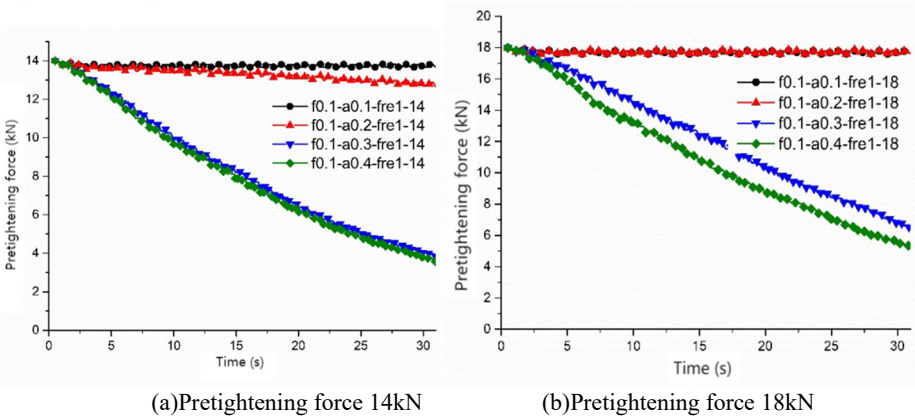 14
12
10
8
6
4
2
0
Pretightening force (kN)
f0.1-a0.1-fre1-14
f0.1-a0.2-fre1-14
f0.1-a0.3-fre1-14
f0.1-a0.4-fre1-14
0 5 10 15 20 25 30
Time (s)
(a)Pretightening force 14kN
20
18
16
14
12
10
8
6
4
2
0
Pretightening force (kN)
f0.1-a0.1-fre1-18
f0.1-a0.2-fre1-18
f0.1-a0.3-fre1-18
f0.1-a0.4-fre1-18
0 5 10 15 20 25 30
Time (s)
(b)Pretightening force 18kN